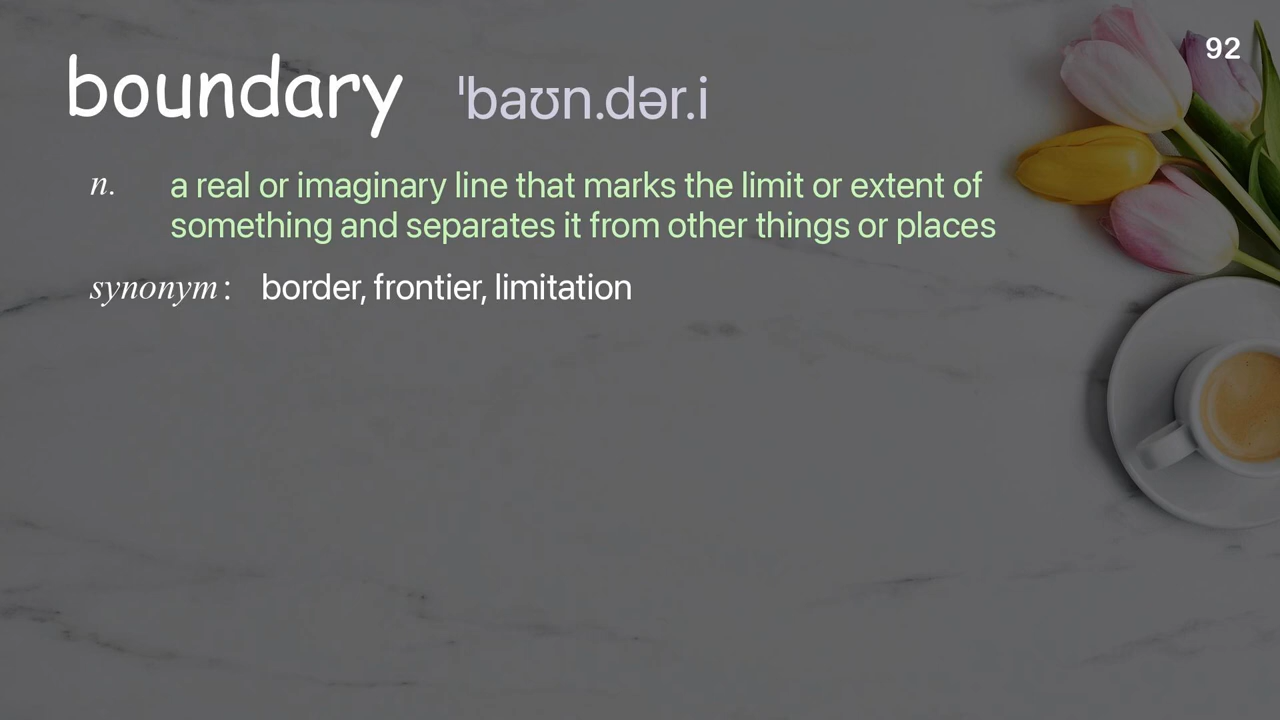 92
boundary ˈbaʊn.dər.i
n. a real or imaginary line that marks the limit or extent of
something and separates it from other things or places
synonym : border, frontier, limitation